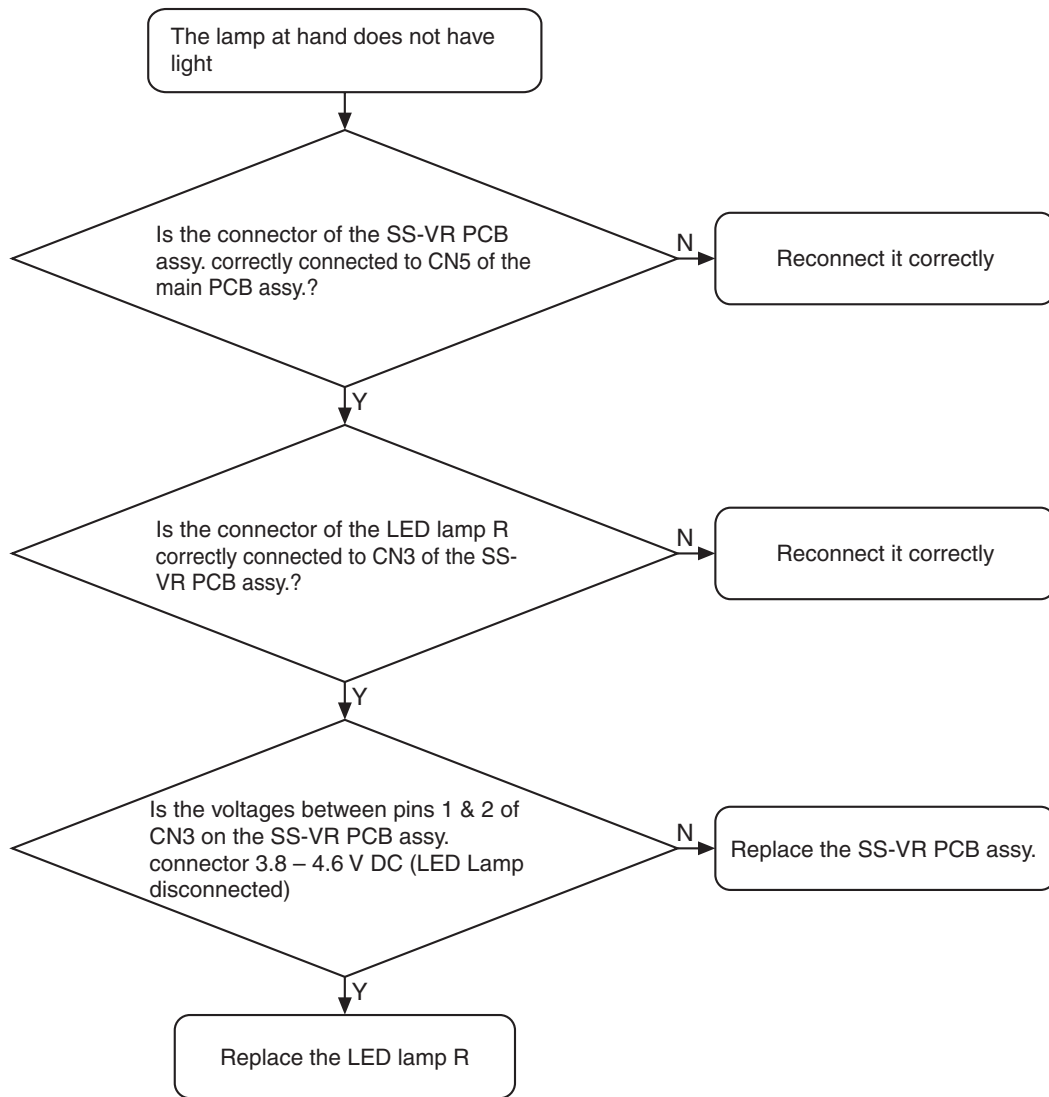 The lamp at hand does not have
light
Is the connector of the SS-VR PCB
assy. correctly connected to CN5 of the
main PCB assy.?
N
Reconnect it correctly
Y
Is the connector of the LED lamp R
correctly connected to CN3 of the SS-
VR PCB assy.?
N
Reconnect it correctly
Y
Is the voltages between pins 1 & 2 of
CN3 on the SS-VR PCB assy.
connector 3.8 – 4.6 V DC (LED Lamp
disconnected)
N
Replace the SS-VR PCB assy.
Y
Replace the LED lamp R